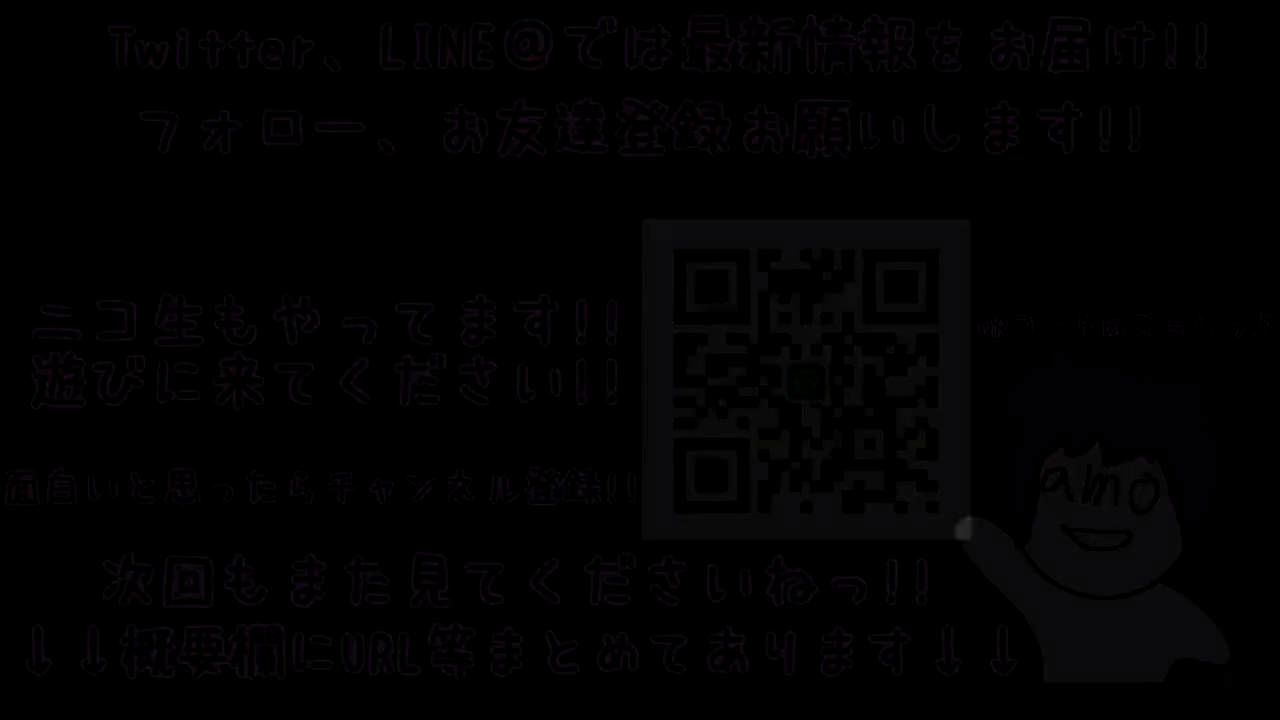 Twitter、LINE@では最新情報をお届け!!
フォロー、お友達登録お願いします!!
ニコ生もやってます!!
遊びに来てください!!
面白いと思ったらチャンネル登録!!
amo
次回もまた見てくださいねっ!!
↓↓概要欄にURL等まとめてあります↓↓